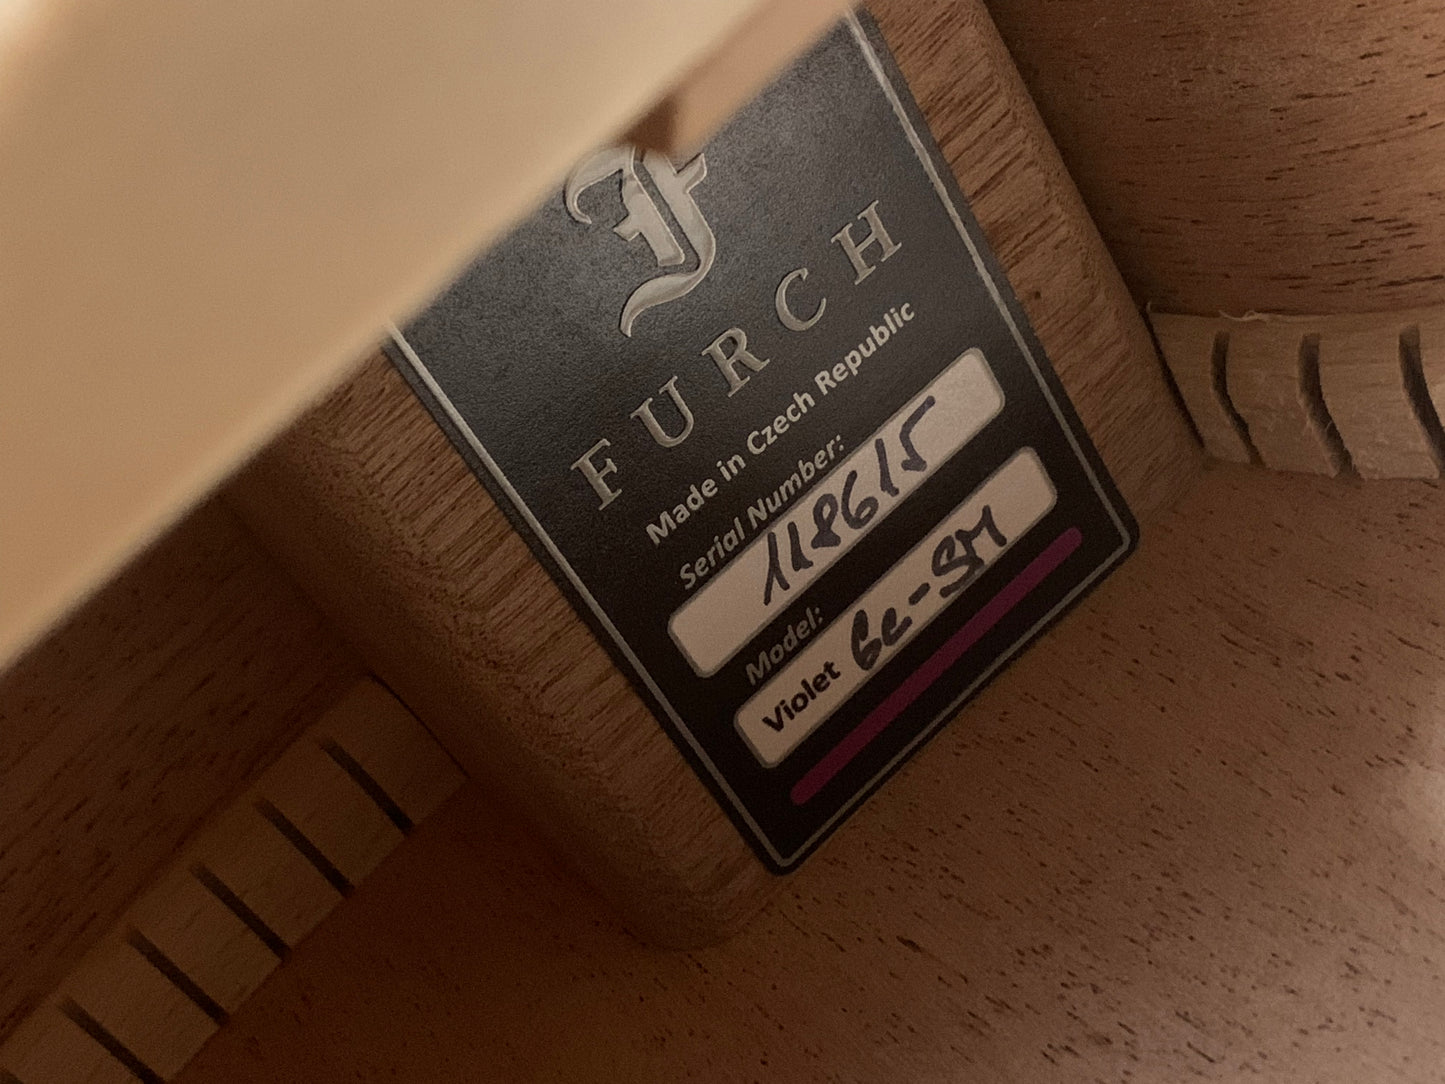 F
FURCH
Made in Czech Republic
Serial Number:
118615
Model:
Violet Gc-SM